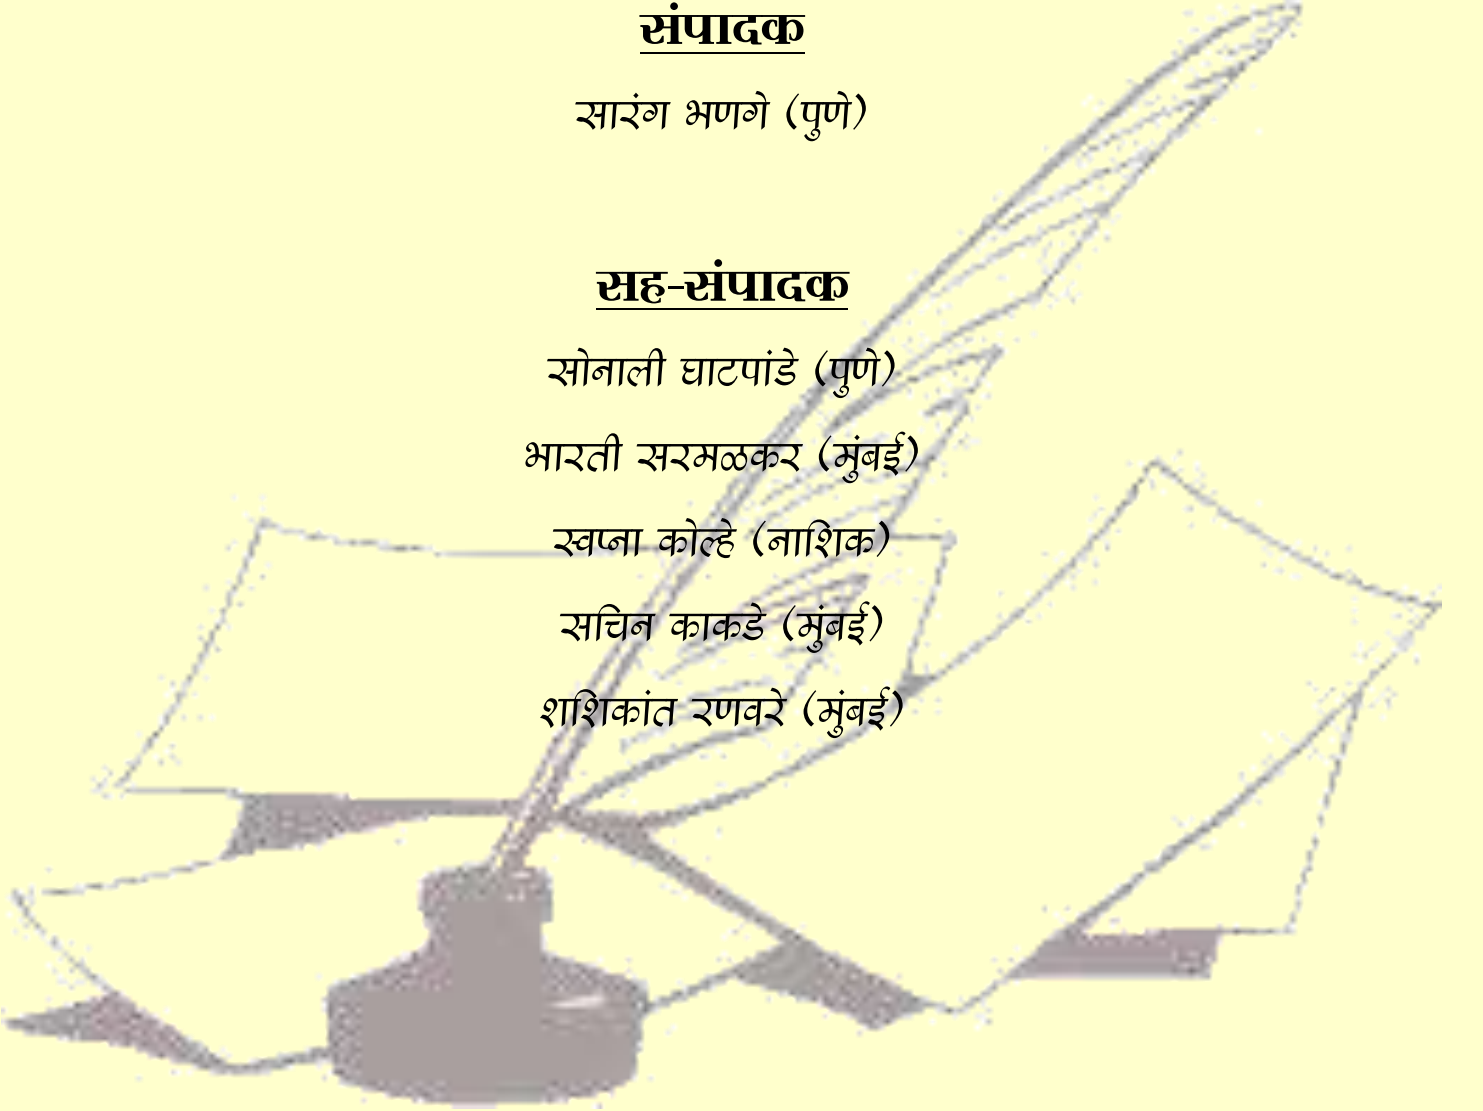 संपादक
सारंग भणगे (पुणे)
सह-संपादक
सोनाली घाटपांडे (पुणे)
भारती सरमळकर (मुंबई)
स्वप्ना कोल्हे (नाशिक)
सचिन काकडे (मुंबई)
शशिकांत रणवरे (मुंबई)